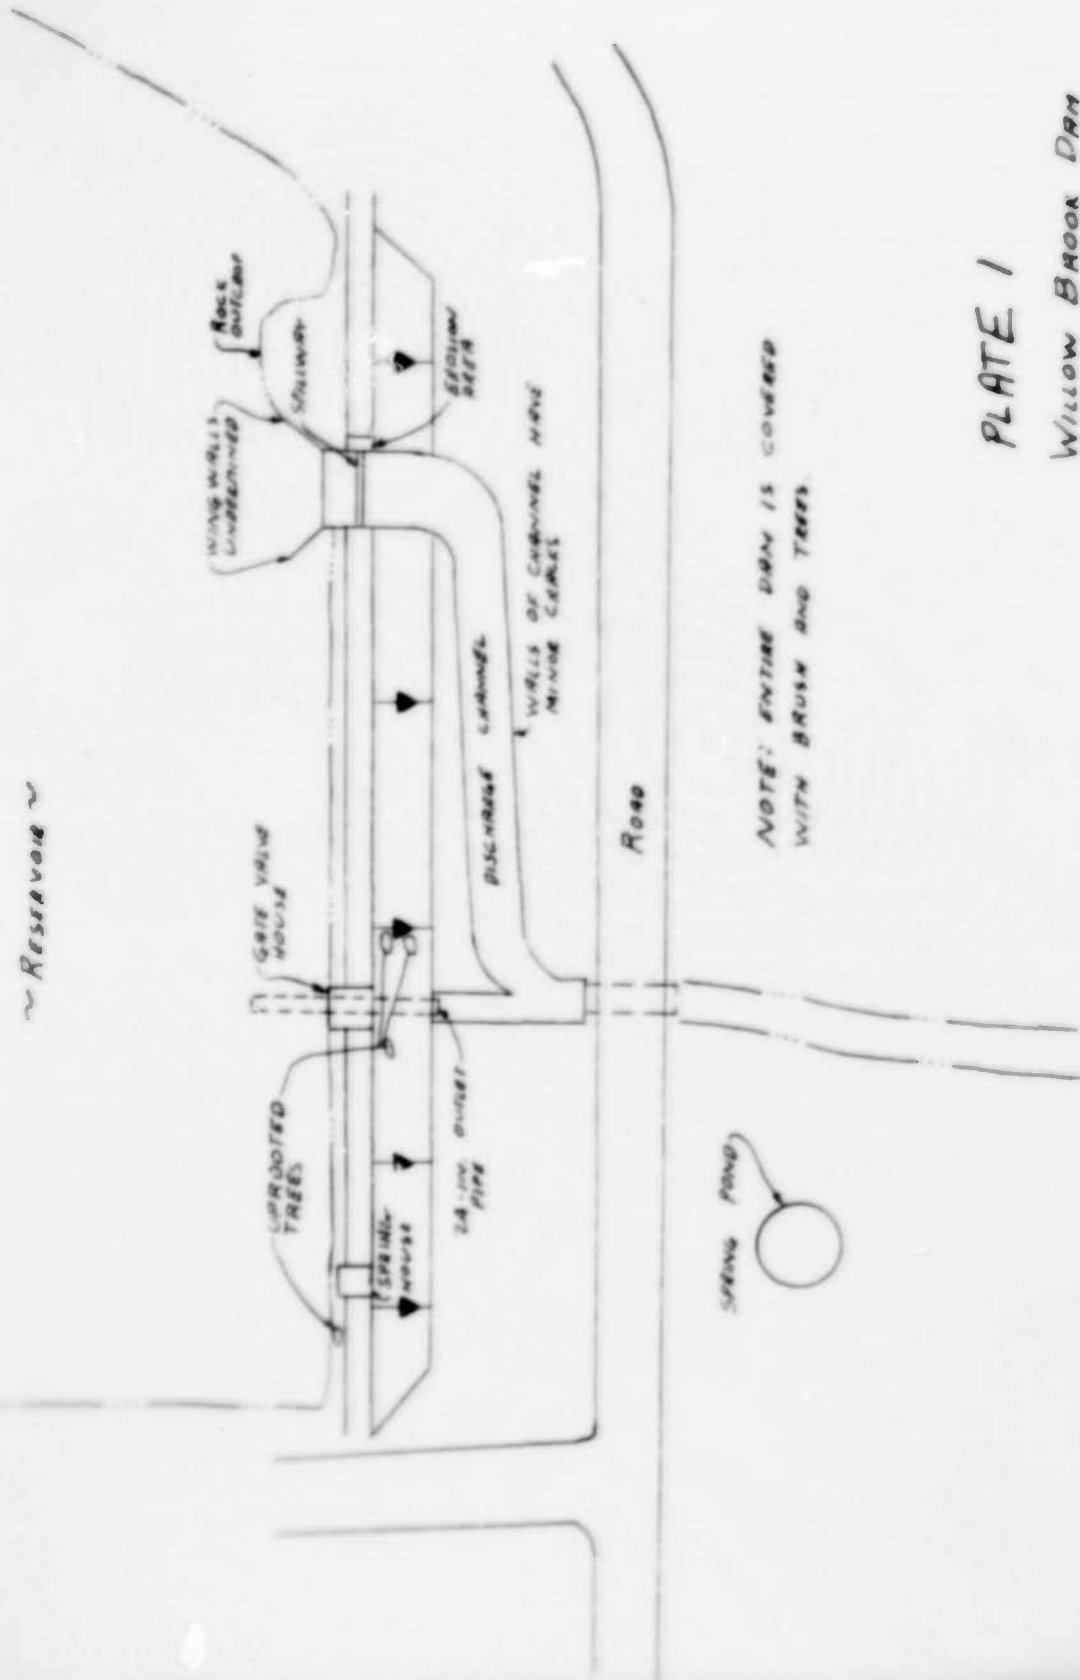 ~ RESERVOIR ~
WING WALLS
UNDERMINED
ROCK
OUTCROP
SPILLWAY
GATE VALVE
HOUSE
UPROOTED
TREES
SPRING
HOUSE
24-IN. OUTLET
PIPE
EROSION
AREA
DISCHARGE CHANNEL
WALLS OF CHANNEL HAVE
MINOR CRACKS
ROAD
SPRING POND
NOTE: ENTIRE DAM IS COVERED
WITH BRUSH AND TREES.
PLATE 1
WILLOW BROOK DAM